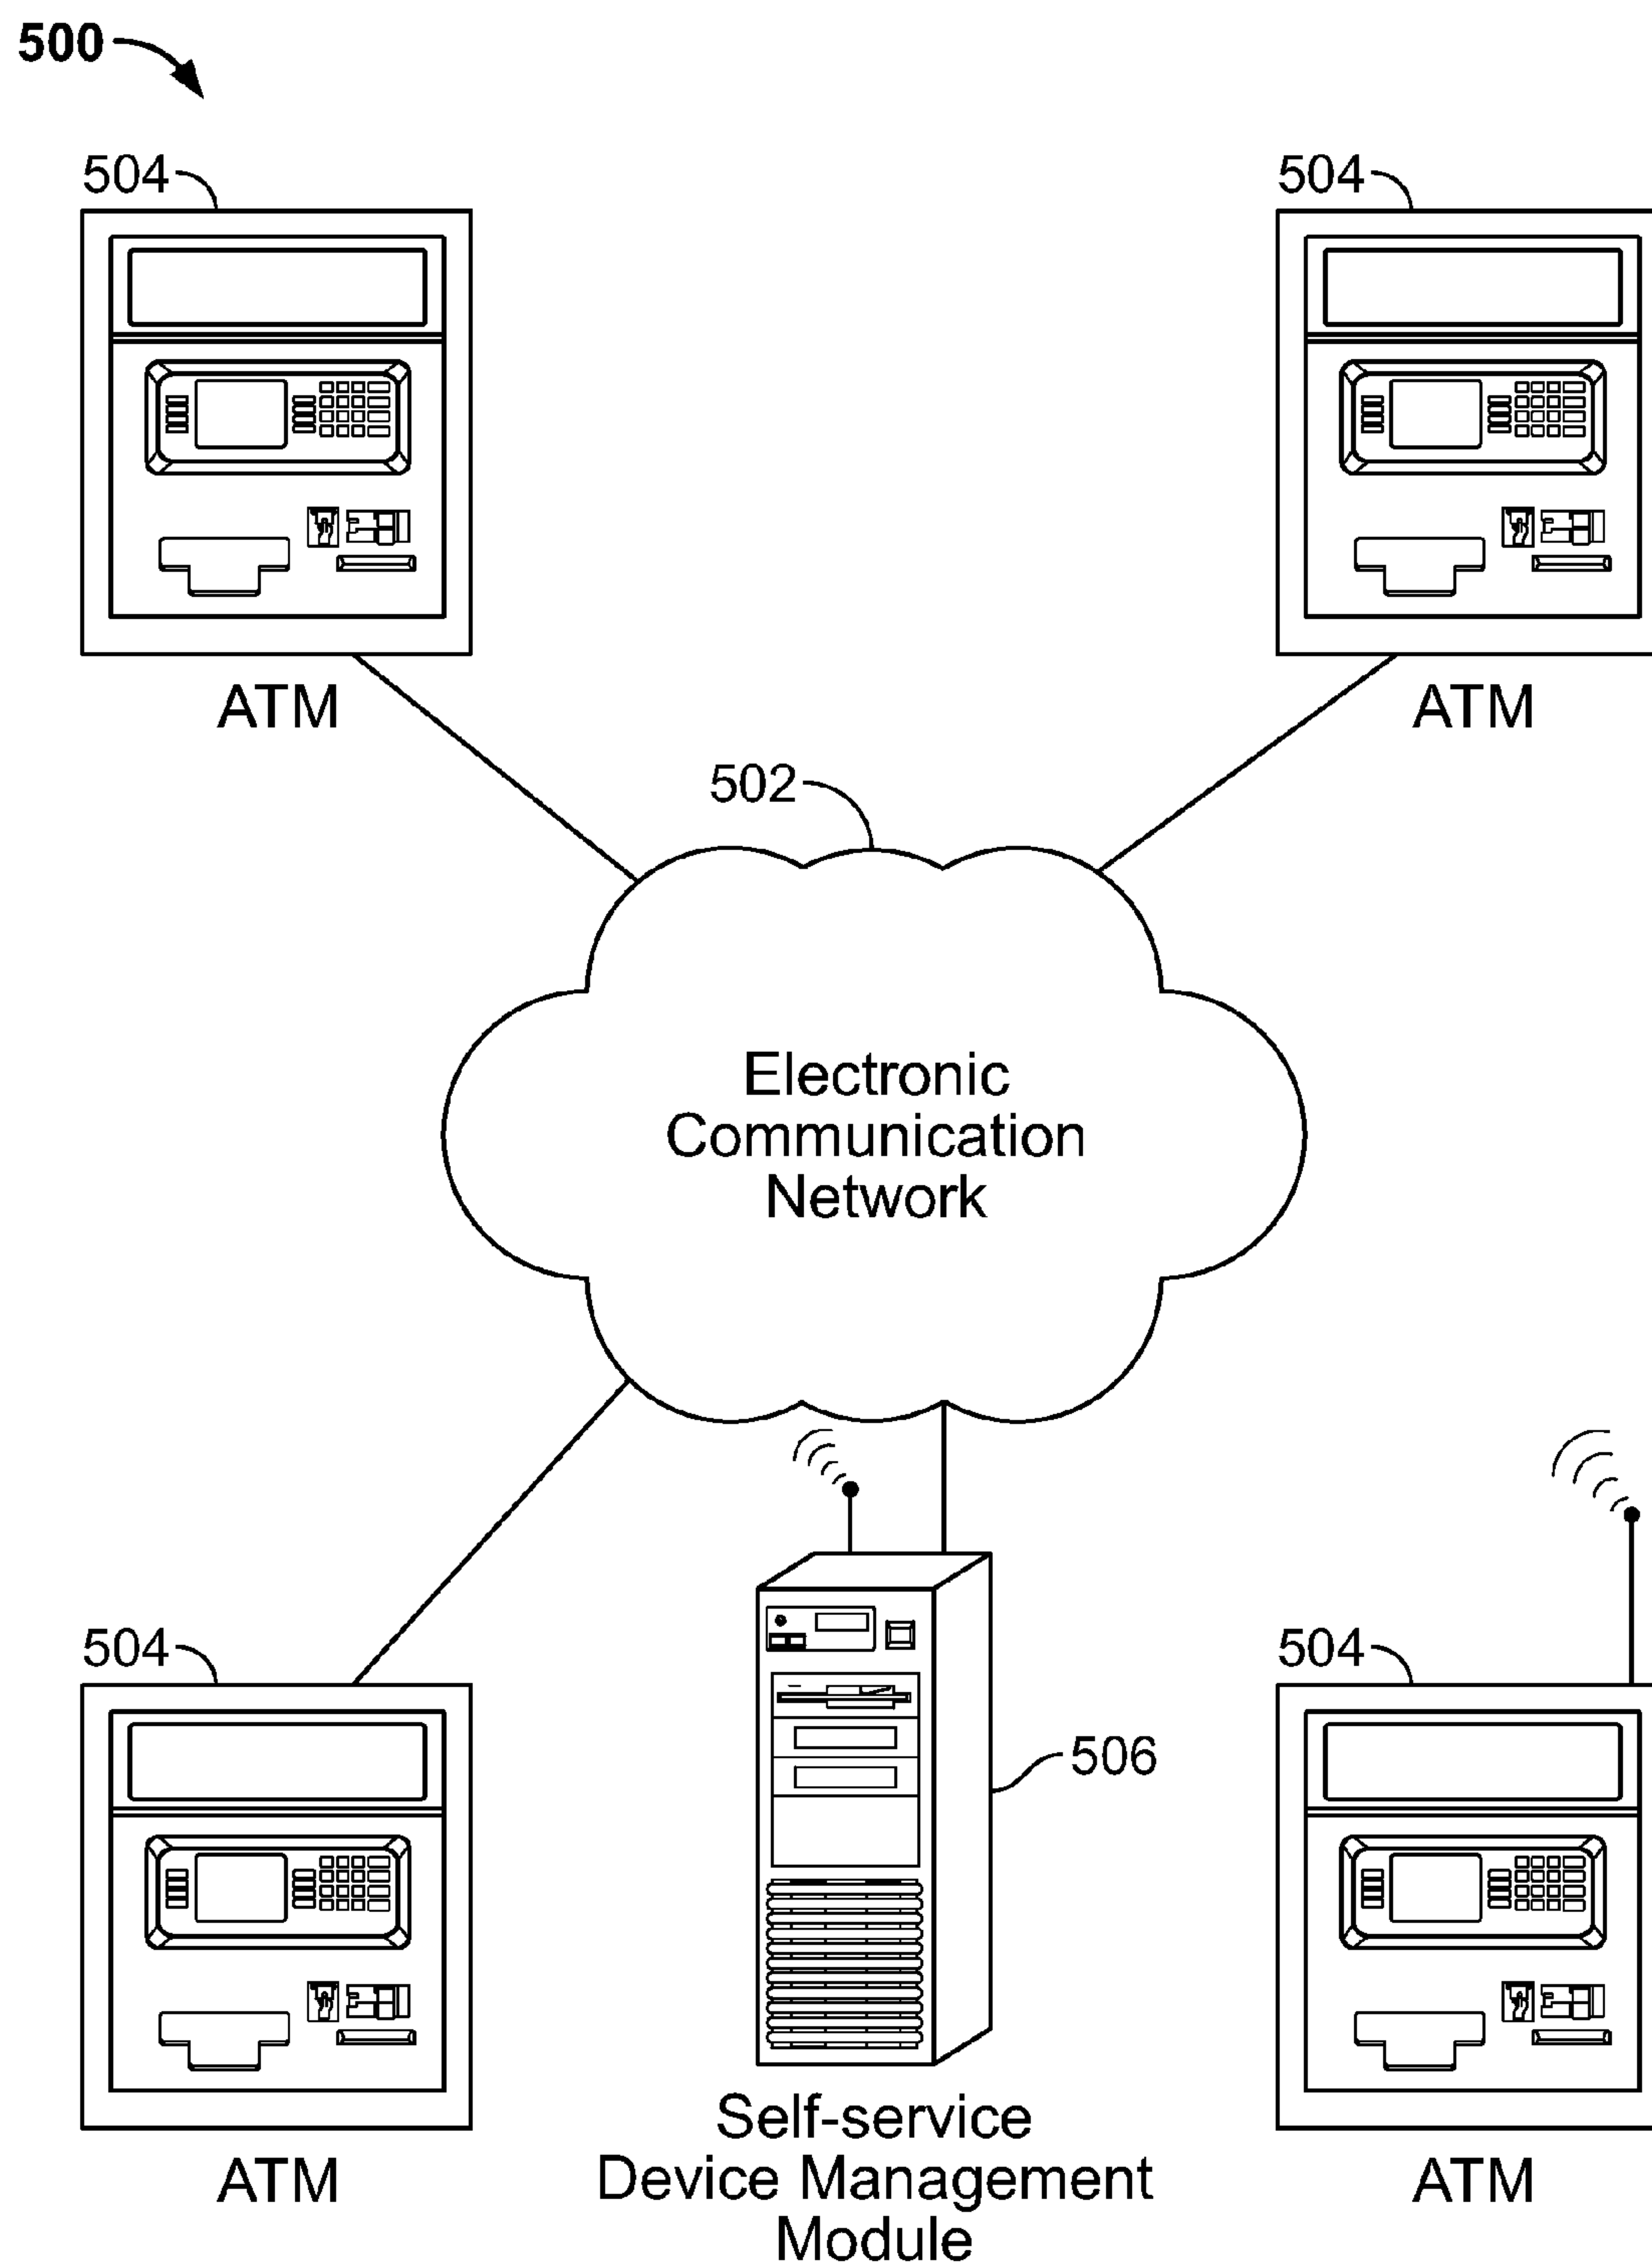 500
504
504
ATM
ATM
502
Electronic
Communication
Network
504
504
506
ATM
Self-service
Device Management
Module
ATM